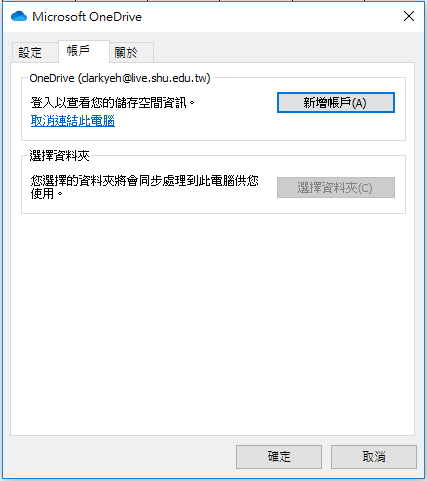 Microsoft OneDrive
設定
帳戶
關於
OneDrive (darkyeh@live.shu.edu.tw)
登入以查看您的儲存空間資訊。
新增帳戶(A)
取消連結此電腦
選擇資料夾
您選擇的資料夾將會同步處理到此電腦供您
使用。
選擇資料夾(C)
確定
取消